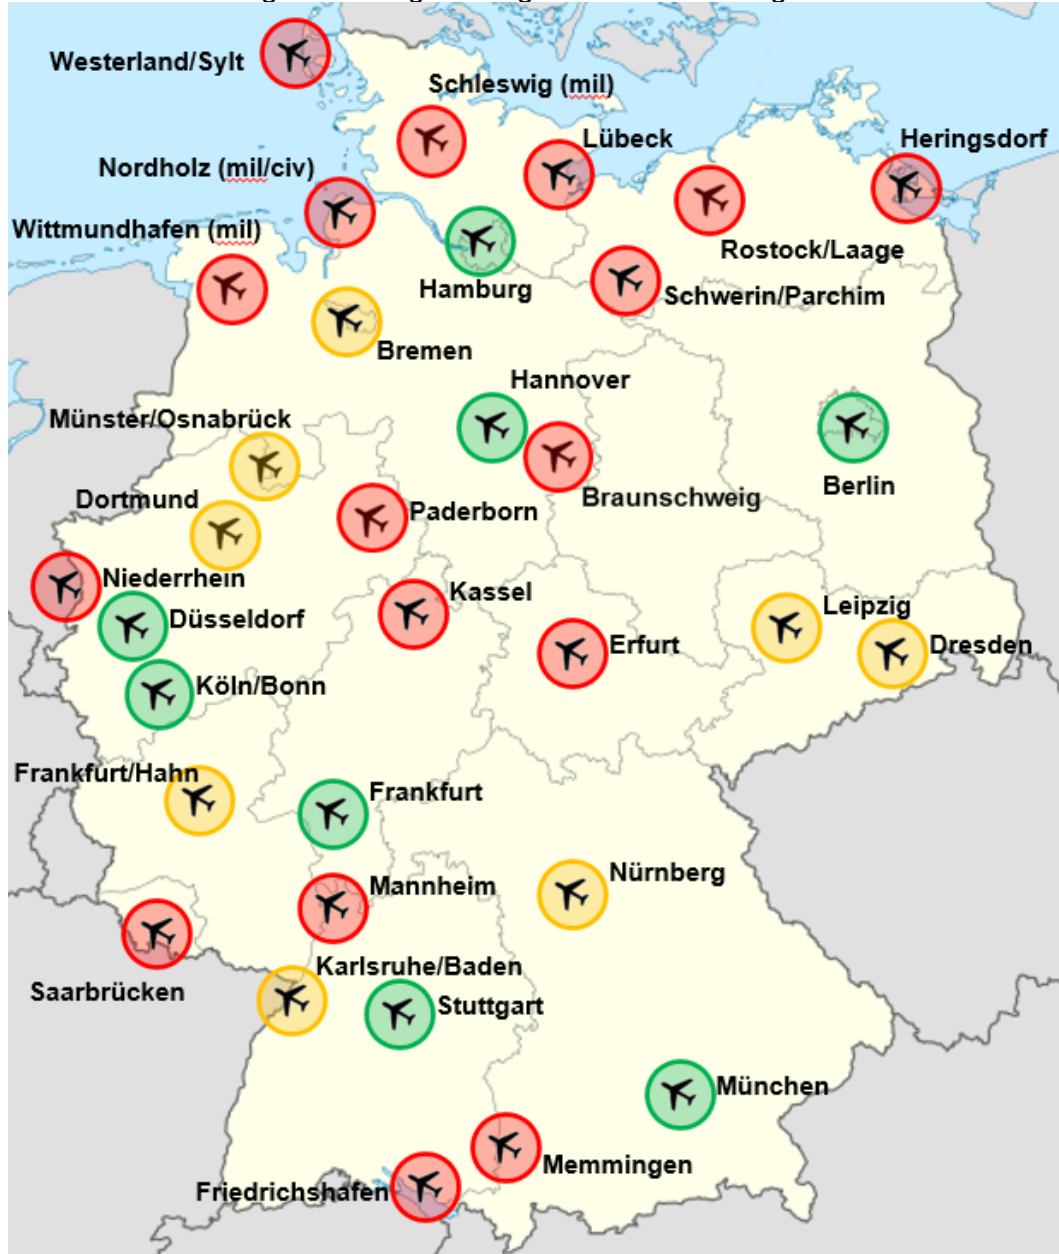 Westerland/Sylt
Schleswig (mil)
Lübeck
Heringsdorf
Nordholz (mil/civ)
Wittmundhafen (mil)
Rostock/Laage
Hamburg
Schwerin/Parchim
Bremen
Hannover
Münster/Osnabrück
Berlin
Dortmund
Braunschweig
Paderborn
Niederrhein
Kassel
Leipzig
Düsseldorf
Erfurt
Dresden
Köln/Bonn
Frankfurt/Hahn
Frankfurt
Nürnberg
Mannheim
Karlsruhe/Baden
Saarbrücken
Stuttgart
München
Memmingen
Friedrichshafen